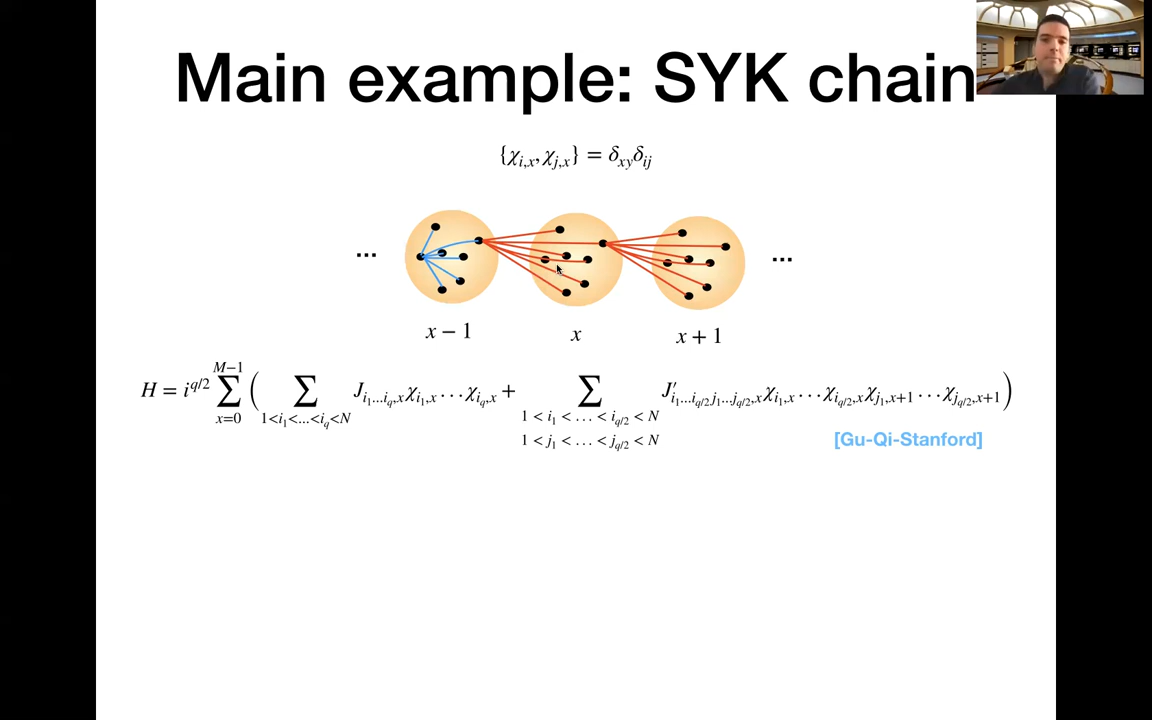 Main example: SYK chain
{χ_{i,x}, χ_{j,x}} = δ_{xy}δ_{ij}
... ...
x − 1 x x + 1
H = i^{q/2} ∑_{x=0}^{M−1} ( ∑_{1<i_1<...<i_q<N} J_{i_1...i_q,x} χ_{i_1,x} ... χ_{i_q,x} + ∑_{1 < i_1 < ... < i_{q/2} < N, 1 < j_1 < ... < j_{q/2} < N} J′_{i_1...i_{q/2}j_1...j_{q/2},x} χ_{i_1,x} ... χ_{i_{q/2},x} χ_{j_1,x+1} ... χ_{j_{q/2},x+1} )
[Gu-Qi-Stanford]